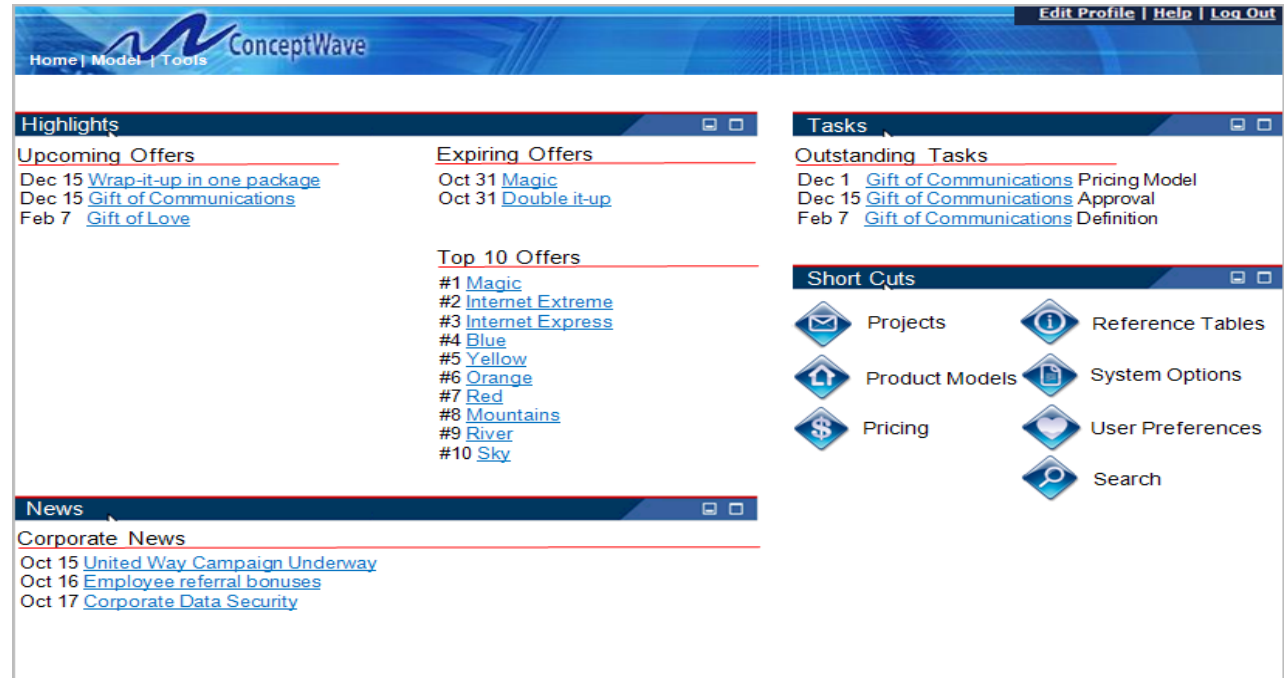 Edit Profile | Help | Log Out
ConceptWave
Home | Model | Tools
Highlights
Upcoming Offers
Dec 15 Wrap-it-up in one package
Dec 15 Gift of Communications
Feb 7 Gift of Love
Expiring Offers
Oct 31 Magic
Oct 31 Double it-up
Top 10 Offers
#1 Magic
#2 Internet Extreme
#3 Internet Express
#4 Blue
#5 Yellow
#6 Orange
#7 Red
#8 Mountains
#9 River
#10 Sky
News
Corporate News
Oct 15 United Way Campaign Underway
Oct 16 Employee referral bonuses
Oct 17 Corporate Data Security
Tasks
Outstanding Tasks
Dec 1 Gift of Communications Pricing Model
Dec 15 Gift of Communications Approval
Feb 7 Gift of Communications Definition
Short Cuts
Projects
Reference Tables
Product Models
System Options
$ Pricing
User Preferences
Search